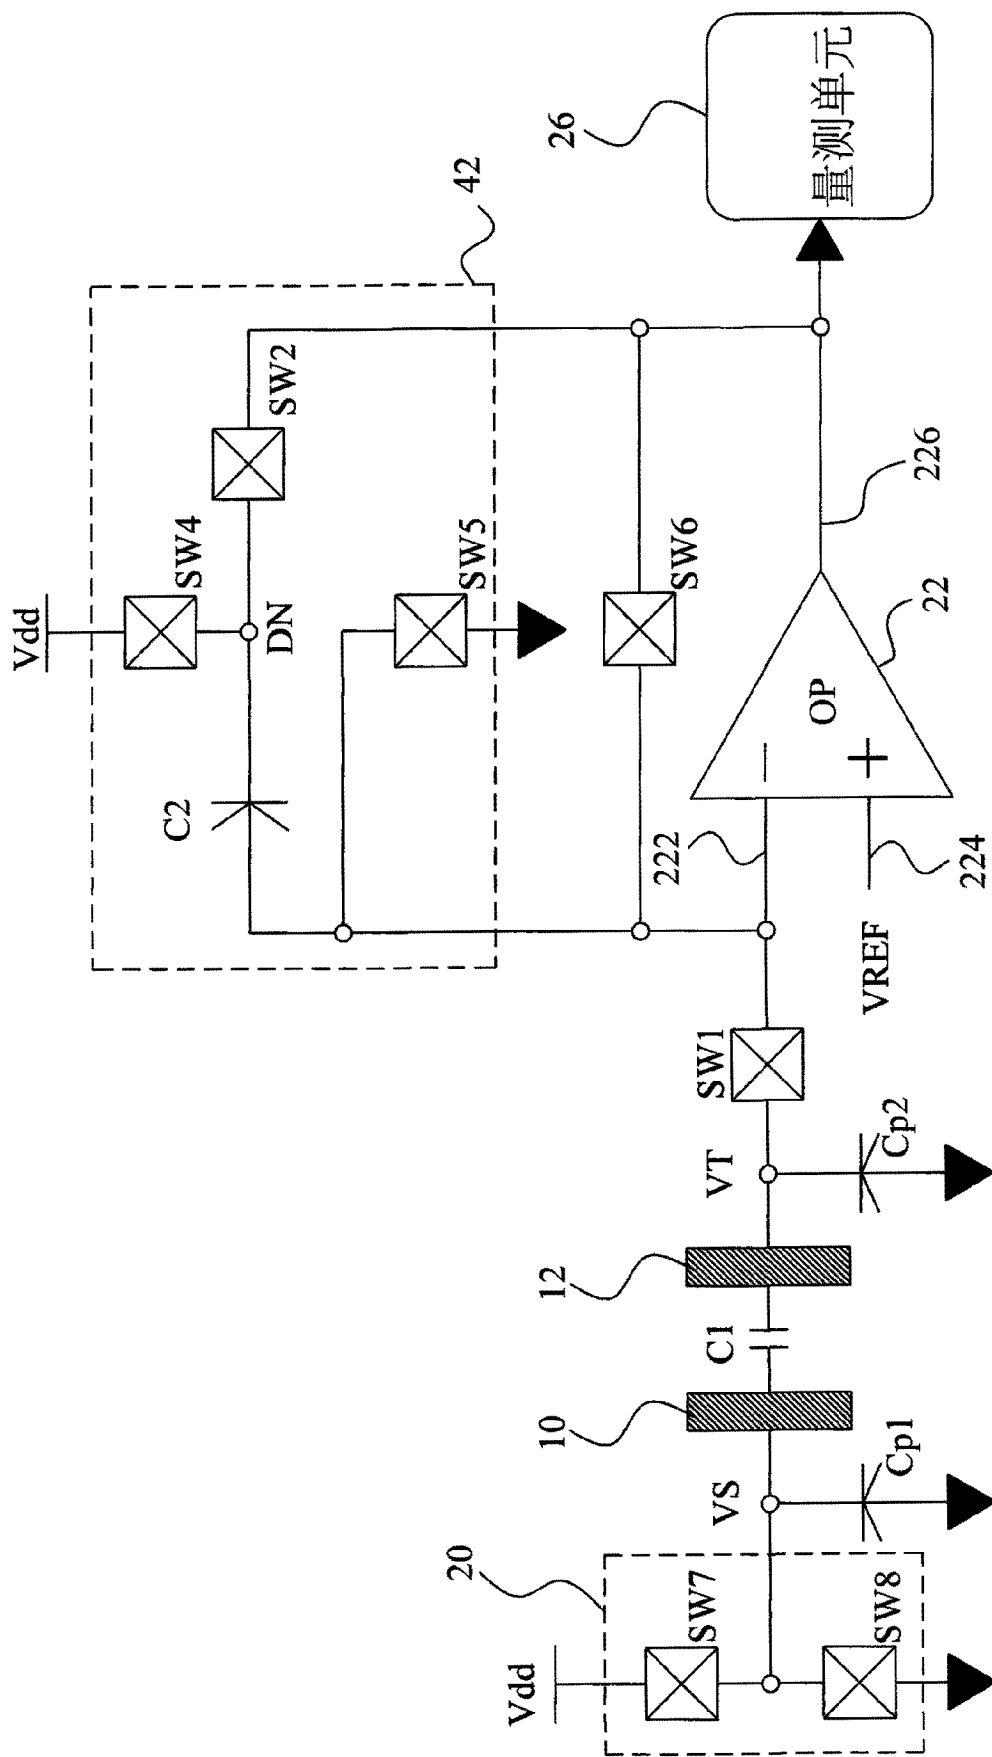 Vdd
20
SW7
SW8
VS
Cp1
10
C1
12
VT
Cp2
SW1
VREF
222
224
OP
22
226
C2
DN
Vdd
SW4
SW2
SW5
SW6
42
26
量测单元